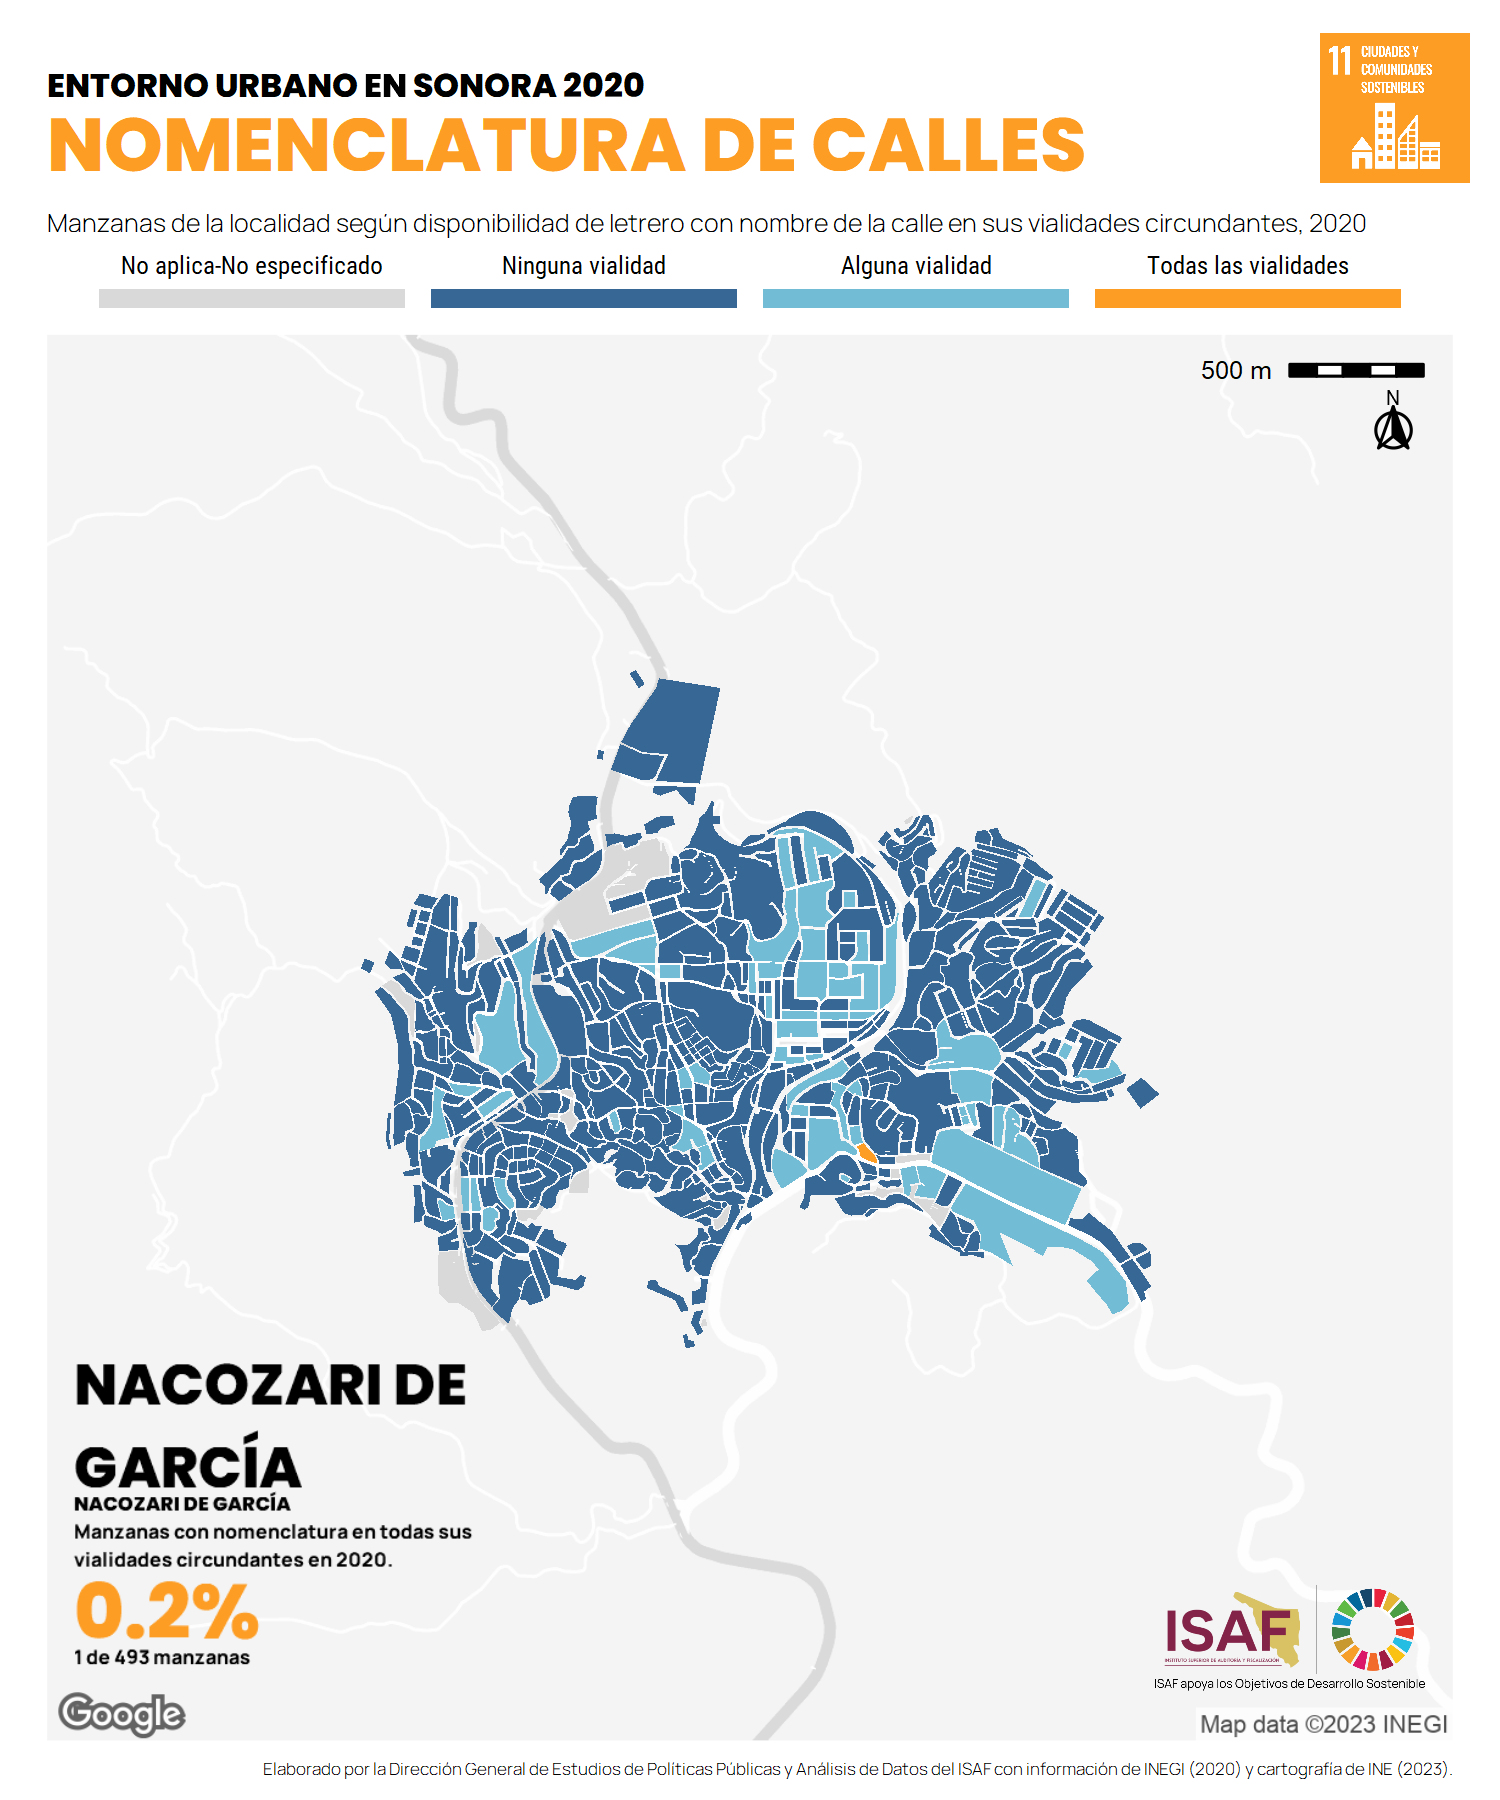 ENTORNO URBANO EN SONORA 2020
NOMENCLATURA DE CALLES
11 CIUDADES Y
COMUNIDADES
SOSTENIBLES
Manzanas de la localidad según disponibilidad de letrero con nombre de la calle en sus vialidades circundantes, 2020
No aplica-No especificado
Ninguna vialidad
Alguna vialidad
Todas las vialidades
500 m
N
NACOZARI DE
GARCÍA
NACOZARI DE GARCÍA
Manzanas con nomenclatura en todas sus
vialidades circundantes en 2020.
0.2%
1 de 493 manzanas
ISAF
INSTITUTO SUPERIOR DE AUDITORÍA Y FISCALIZACIÓN
ISAF apoya los Objetivos de Desarrollo Sostenible
Google
Map data ©2023 INEGI
Elaborado por la Dirección General de Estudios de Políticas Públicas y Análisis de Datos del ISAF con información de INEGI (2020) y cartografía de INE (2023).